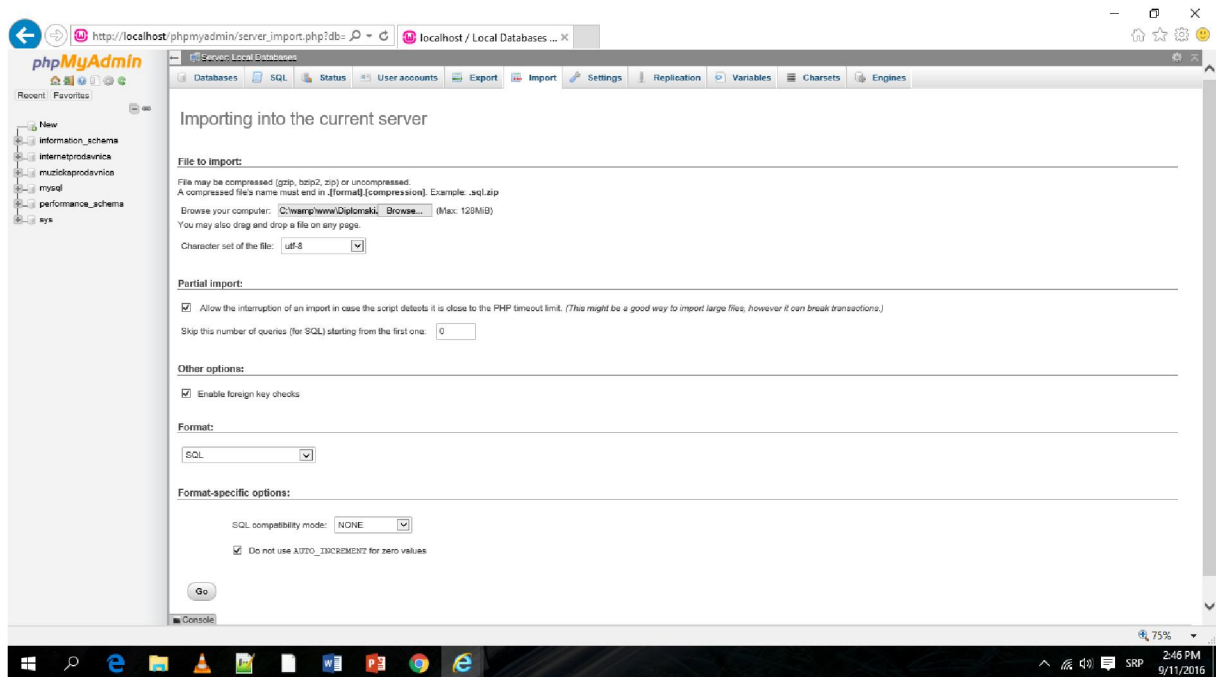 http://localhost/phpmyadmin/server_import.php?db=
localhost / Local Databases ...
phpMyAdmin
Recent Favorites
New
information_schema
internetprodavnica
muzickaprodavnica
mysql
performance_schema
sys
Server: Local Databases
Databases SQL Status User accounts Export Import Settings Replication Variables Charsets Engines
Importing into the current server
File to import:
File may be compressed (gzip, bzip2, zip) or uncompressed.
A compressed file's name must end in .[format].[compression]. Example: .sql.zip
Browse your computer: C:\wamp\www\Diplomski. Browse... (Max: 128MiB)
You may also drag and drop a file on any page.
Character set of the file: utf-8
Partial import:
Allow the interruption of an import in case the script detects it is close to the PHP timeout limit. (This might be a good way to import large files, however it can break transactions.)
Skip this number of queries (for SQL) starting from the first one: 0
Other options:
Enable foreign key checks
Format:
SQL
Format-specific options:
SQL compatibility mode: NONE
Do not use AUTO_INCREMENT for zero values
Go
Console
75%
SRP
2:46 PM
9/11/2016